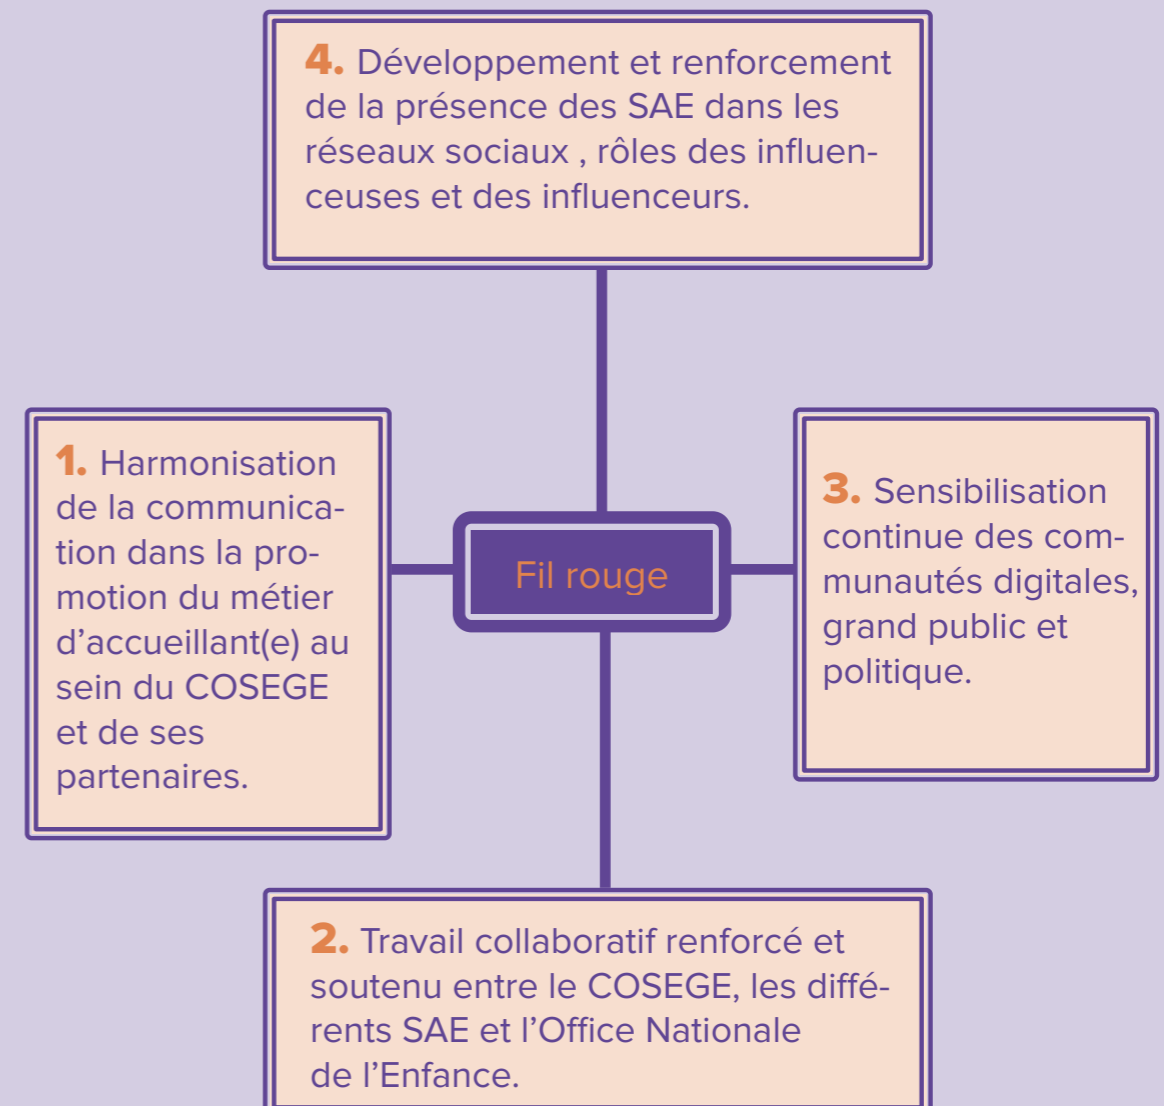 4. Développement et renforcement
de la présence des SAE dans les
réseaux sociaux , rôles des influen-
ceuses et des influenceurs.
1. Harmonisation
de la communica-
tion dans la pro-
motion du métier
d’accueillant(e) au
sein du COSEGE
et de ses
partenaires.
Fil rouge
3. Sensibilisation
continue des com-
munautés digitales,
grand public et
politique.
2. Travail collaboratif renforcé et
soutenu entre le COSEGE, les diffé-
rents SAE et l’Office Nationale
de l’Enfance.